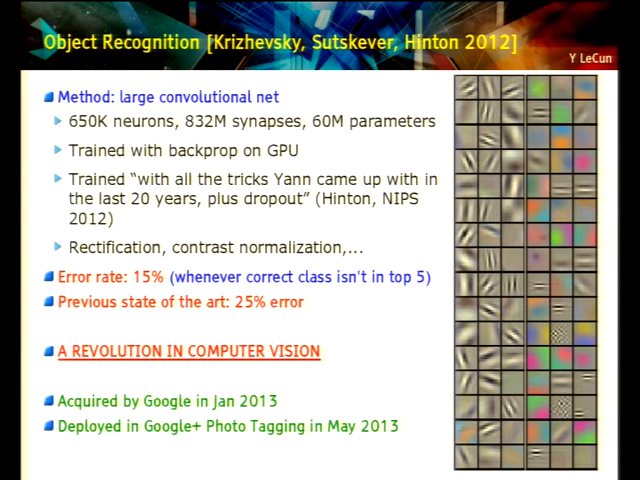 Object Recognition [Krizhevsky, Sutskever, Hinton 2012]
Y LeCun
Method: large convolutional net
650K neurons, 832M synapses, 60M parameters
Trained with backprop on GPU
Trained “with all the tricks Yann came up with in
the last 20 years, plus dropout” (Hinton, NIPS
2012)
Rectification, contrast normalization,...
Error rate: 15% (whenever correct class isn't in top 5)
Previous state of the art: 25% error
A REVOLUTION IN COMPUTER VISION
Acquired by Google in Jan 2013
Deployed in Google+ Photo Tagging in May 2013